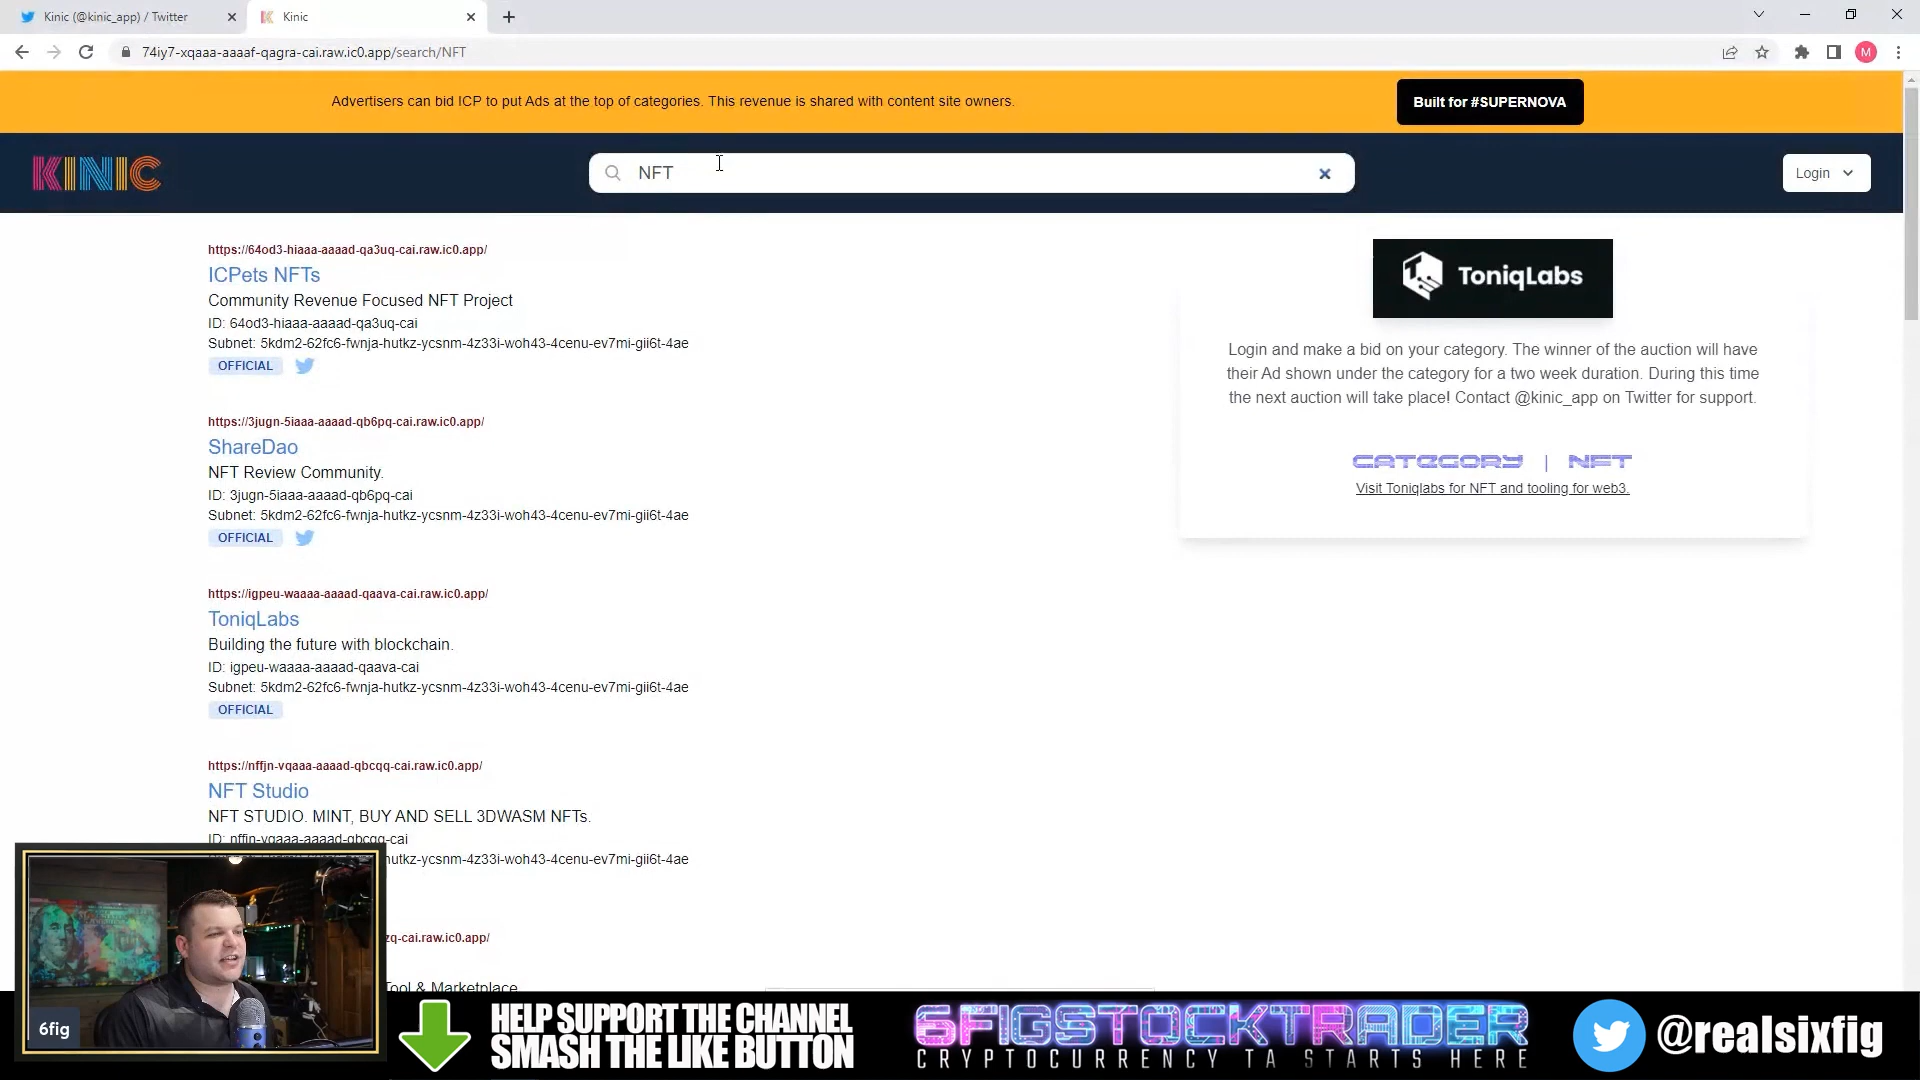 Kinic (@kinic_app) / Twitter
Kinic
74iy7-xqaaa-aaaaf-qagra-cai.raw.ic0.app/search/NFT
M
Advertisers can bid ICP to put Ads at the top of categories. This revenue is shared with content site owners.
Built for #SUPERNOVA
KINIC
NFT
Login
https://64od3-hiaaa-aaaad-qa3uq-cai.raw.ic0.app/
ICPets NFTs
Community Revenue Focused NFT Project
ID: 64od3-hiaaa-aaaad-qa3uq-cai
Subnet: 5kdm2-62fc6-fwnja-hutkz-ycsnm-4z33i-woh43-4cenu-ev7mi-gii6t-4ae
OFFICIAL
https://3jugn-5iaaa-aaaad-qb6pq-cai.raw.ic0.app/
ShareDao
NFT Review Community.
ID: 3jugn-5iaaa-aaaad-qb6pq-cai
Subnet: 5kdm2-62fc6-fwnja-hutkz-ycsnm-4z33i-woh43-4cenu-ev7mi-gii6t-4ae
OFFICIAL
https://igpeu-waaaa-aaaad-qaava-cai.raw.ic0.app/
ToniqLabs
Building the future with blockchain.
ID: igpeu-waaaa-aaaad-qaava-cai
Subnet: 5kdm2-62fc6-fwnja-hutkz-ycsnm-4z33i-woh43-4cenu-ev7mi-gii6t-4ae
OFFICIAL
https://nffjn-vqaaa-aaaad-qbcqq-cai.raw.ic0.app/
NFT Studio
NFT STUDIO. MINT, BUY AND SELL 3DWASM NFTs.
ID: nffjn-vqaaa-aaaad-qbcqq-cai
hutkz-ycsnm-4z33i-woh43-4cenu-ev7mi-gii6t-4ae
zq-cai.raw.ic0.app/
Tool & Marketplace
ToniqLabs
Login and make a bid on your category. The winner of the auction will have
their Ad shown under the category for a two week duration. During this time
the next auction will take place! Contact @kinic_app on Twitter for support.
CATEGORY | NFT
Visit Toniqlabs for NFT and tooling for web3.
6fig
HELP SUPPORT THE CHANNEL
SMASH THE LIKE BUTTON
6FIGSTOCKTRADER
CRYPTOCURRENCY TA STARTS HERE
@realsixfig